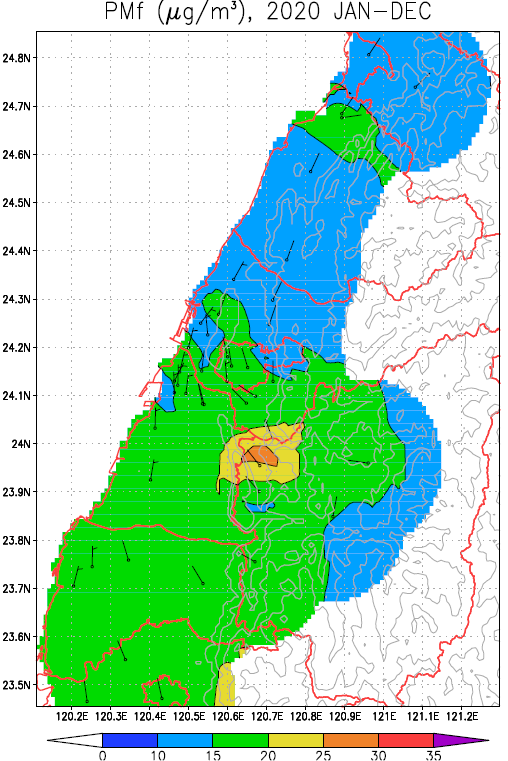 PMf (μg/m³), 2020 JAN-DEC
24.8N
24.7N
24.6N
24.5N
24.4N
24.3N
24.2N
24.1N
24N
23.9N
23.8N
23.7N
23.6N
23.5N
120.2E 120.3E 120.4E 120.5E 120.6E 120.7E 120.8E 120.9E 121E 121.1E 121.2E
0 10 15 20 25 30 35